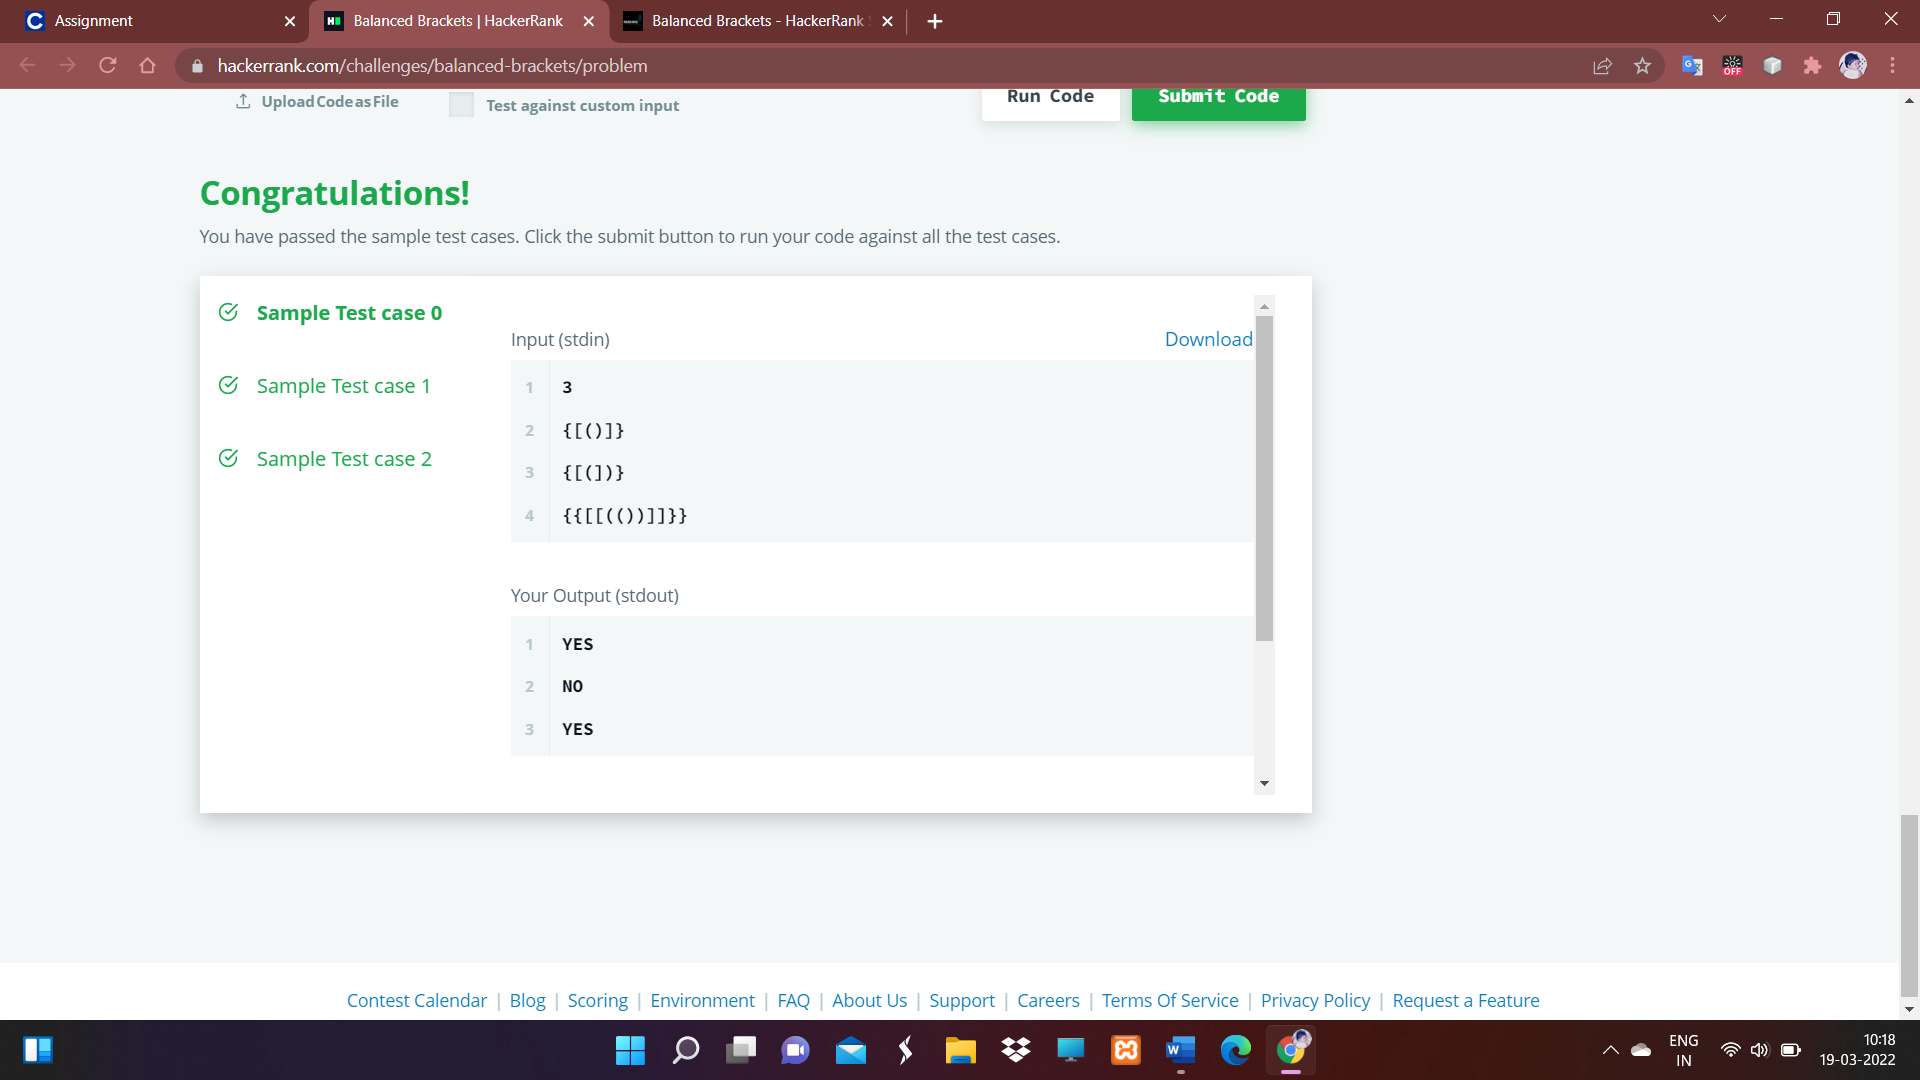 Assignment
Balanced Brackets | HackerRank
Balanced Brackets - HackerRank
hackerrank.com/challenges/balanced-brackets/problem
OFF
Upload Code as File
Test against custom input
Run Code
Submit Code
Congratulations!
You have passed the sample test cases. Click the submit button to run your code against all the test cases.
Sample Test case 0
Sample Test case 1
Sample Test case 2
Input (stdin)
Download
1 3
2 {[()]}
3 {[(])}
4 {{[[(())]]}}
Your Output (stdout)
1 YES
2 NO
3 YES
Contest Calendar | Blog | Scoring | Environment | FAQ | About Us | Support | Careers | Terms Of Service | Privacy Policy | Request a Feature
ENG
IN
10:18
19-03-2022